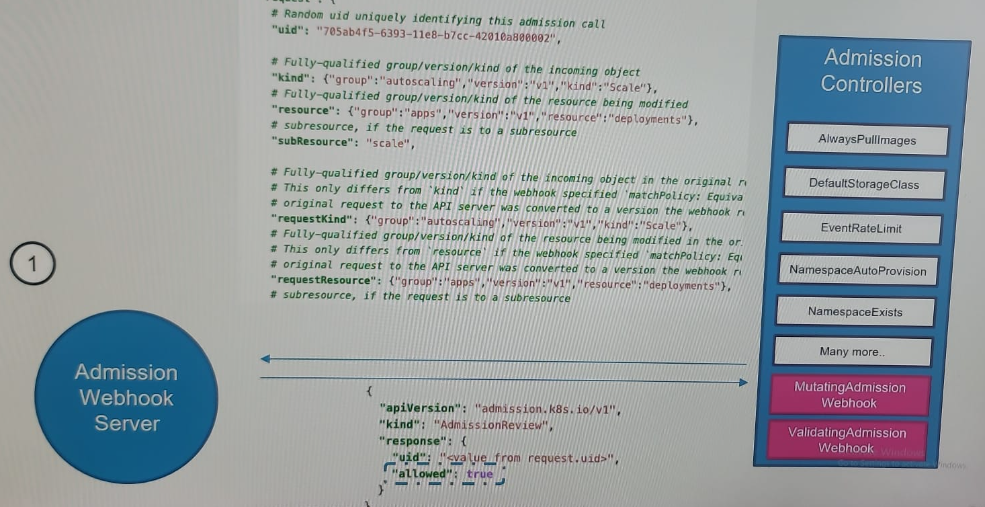 # Random uid uniquely identifying this admission call
"uid": "705ab4f5-6393-11e8-b7cc-42010a800002",
# Fully-qualified group/version/kind of the incoming object
"kind": {"group":"autoscaling","version":"v1","kind":"Scale"},
# Fully-qualified group/version/kind of the resource being modified
"resource": {"group":"apps","version":"v1","resource":"deployments"},
# subresource, if the request is to a subresource
"subResource": "scale",
# Fully-qualified group/version/kind of the incoming object in the original
# This only differs from `kind` if the webhook specified `matchPolicy:
# original request to the API server was converted to a version the webhook
"requestKind": {"group":"autoscaling","version":"v1","kind":"Scale"},
# Fully-qualified group/version/kind of the resource being modified in the
# This only differs from `resource` if the webhook specified `matchPolicy:
# original request to the API server was converted to a version the webhook
"requestResource": {"group":"apps","version":"v1","resource":"deployments"},
# subresource, if the request is to a subresource
1
Admission
Webhook
Server
{
"apiVersion": "admission.k8s.io/v1",
"kind": "AdmissionReview",
"response": {
"uid": "<value from request.uid>",
"allowed": true
}
}
Admission
Controllers
AlwaysPullImages
DefaultStorageClass
EventRateLimit
NamespaceAutoProvision
NamespaceExists
Many more..
MutatingAdmission
Webhook
ValidatingAdmission
Webhook